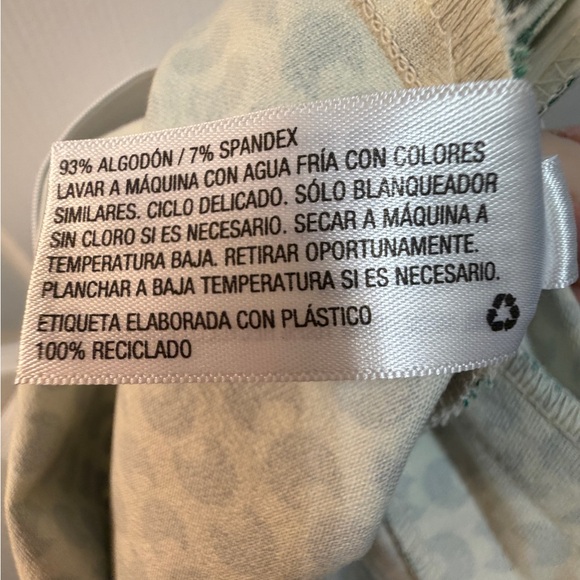 93% ALGODÓN / 7% SPANDEX
LAVAR A MÁQUINA CON AGUA FRÍA CON COLORES
SIMILARES. CICLO DELICADO. SÓLO BLANQUEADOR
SIN CLORO SI ES NECESARIO. SECAR A MÁQUINA A
TEMPERATURA BAJA. RETIRAR OPORTUNAMENTE.
PLANCHAR A BAJA TEMPERATURA SI ES NECESARIO.
ETIQUETA ELABORADA CON PLÁSTICO
100% RECICLADO